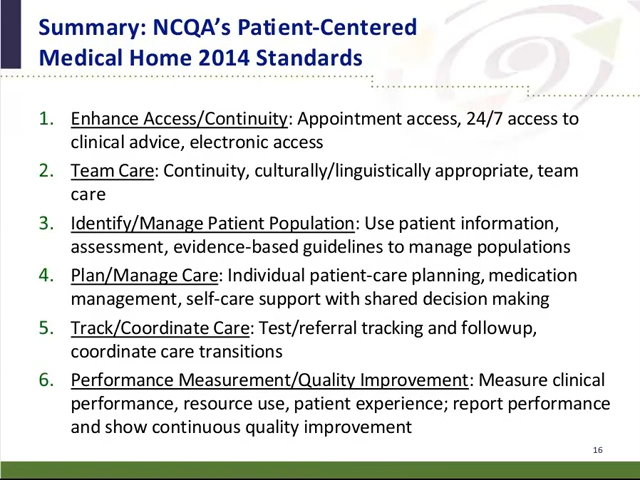 Summary: NCQA's Patient-Centered
Medical Home 2014 Standards
1. Enhance Access/Continuity: Appointment access, 24/7 access to
clinical advice, electronic access
2. Team Care: Continuity, culturally/linguistically appropriate, team
care
3. Identify/Manage Patient Population: Use patient information,
assessment, evidence-based guidelines to manage populations
4. Plan/Manage Care: Individual patient-care planning, medication
management, self-care support with shared decision making
5. Track/Coordinate Care: Test/referral tracking and followup,
coordinate care transitions
6. Performance Measurement/Quality Improvement: Measure clinical
performance, resource use, patient experience; report performance
and show continuous quality improvement
16